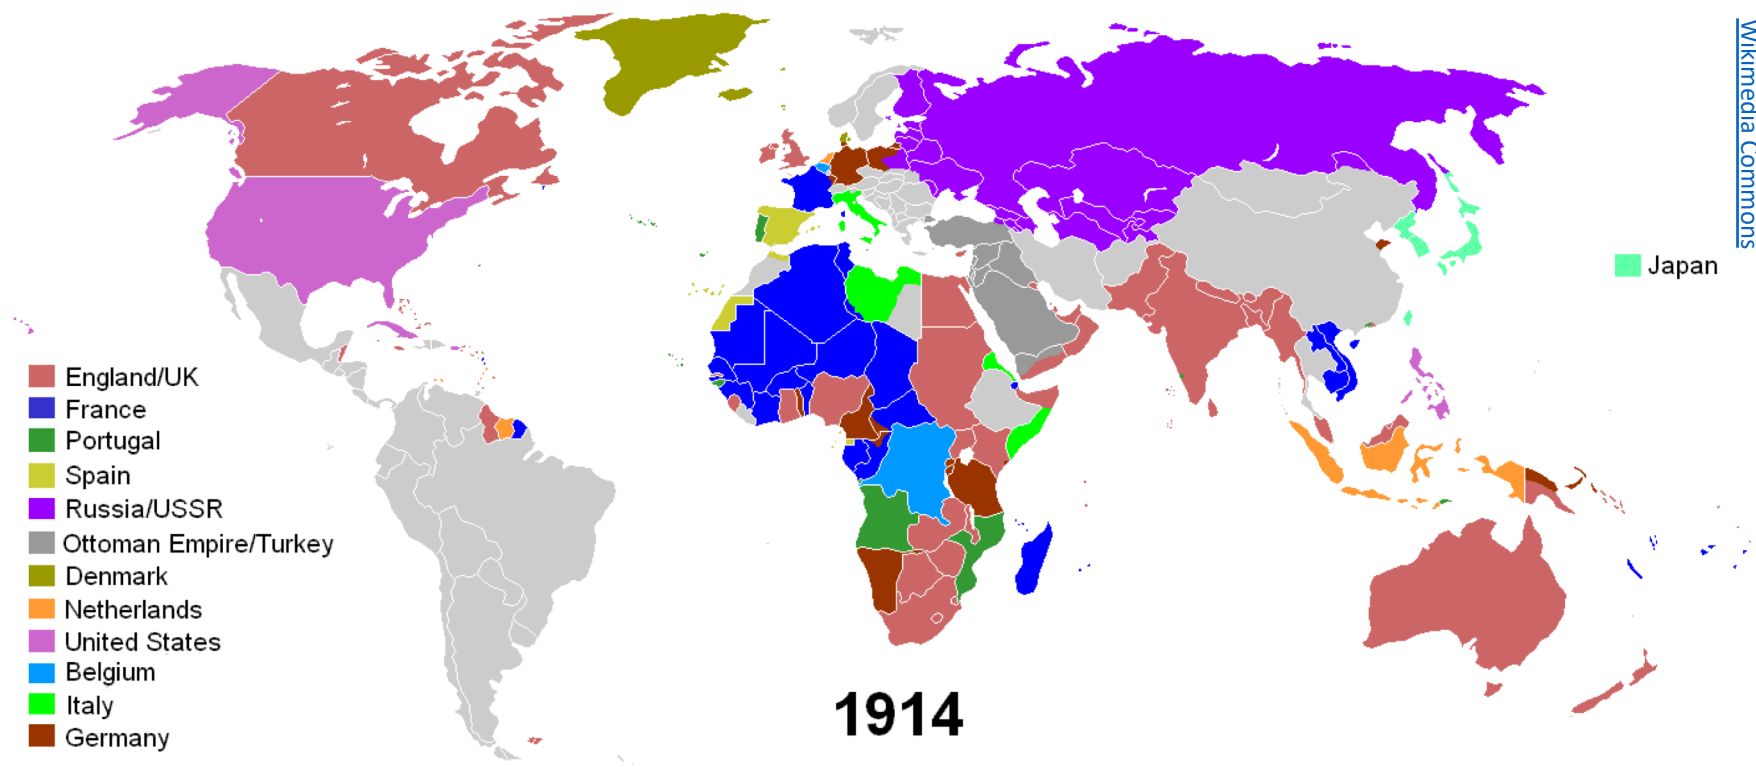 Wikimedia Commons
Japan
England/UK
France
Portugal
Spain
Russia/USSR
Ottoman Empire/Turkey
Denmark
Netherlands
United States
Belgium
Italy
Germany
1914